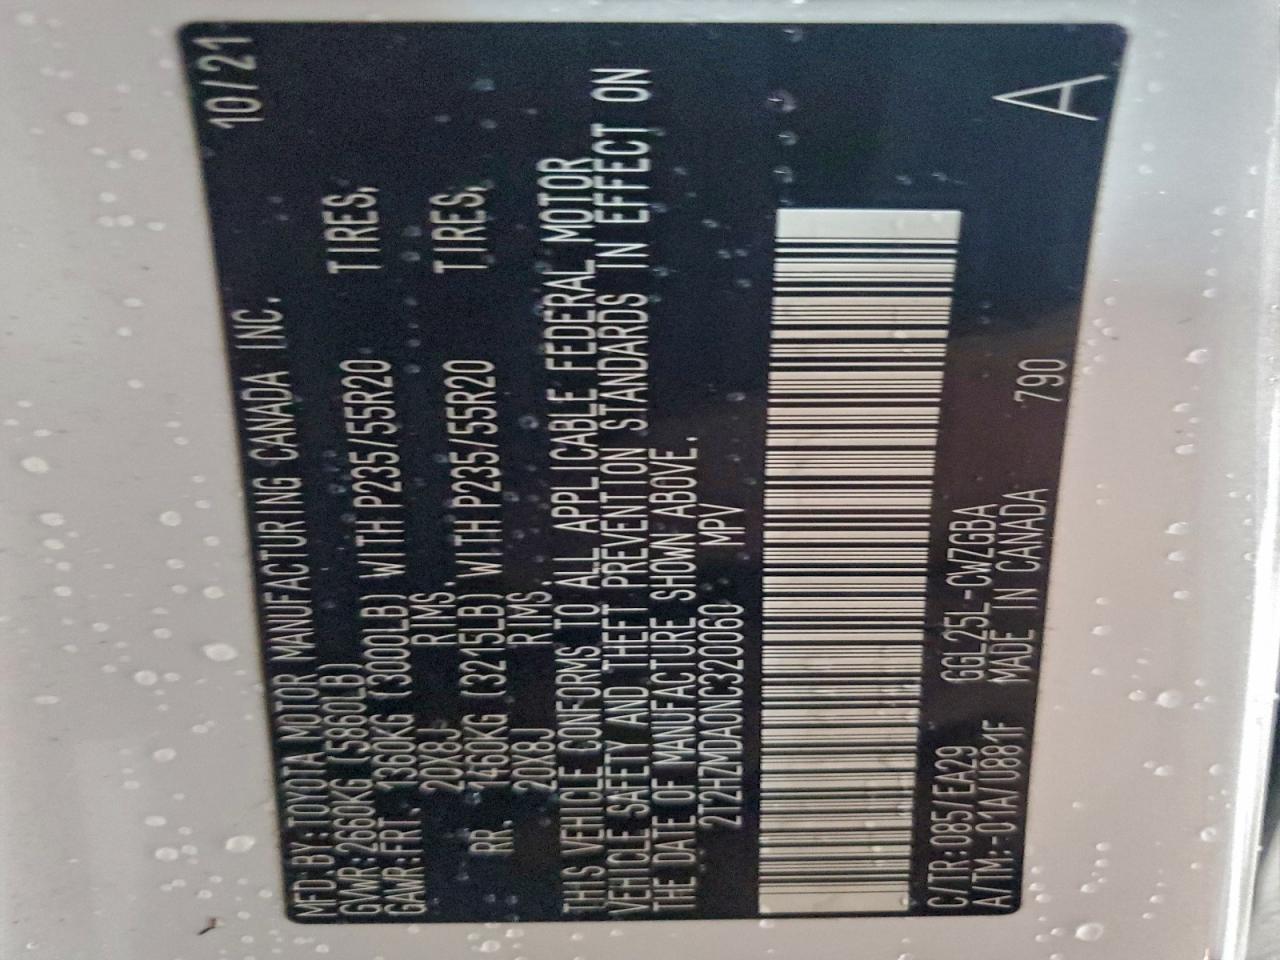 MFD.BY:TOYOTA MOTOR MANUFACTURING CANADA INC. 10/21
GVWR:2660KG (5860LB)
GAWR:FRT. 1360KG (3000LB) WITH P235/55R20 TIRES,
20X8J RIMS,
RR. 1460KG (3215LB) WITH P235/55R20 TIRES,
20X8J RIMS
THIS VEHICLE CONFORMS TO ALL APPLICABLE FEDERAL MOTOR
VEHICLE SAFETY AND THEFT PREVENTION STANDARDS IN EFFECT ON
THE DATE OF MANUFACTURE SHOWN ABOVE.
2T2HZMDA0NC320060 MPV
C/TR:085/EA29 GGL25L-CWZGBA
A/TM:-01A/U881F MADE IN CANADA 790
A